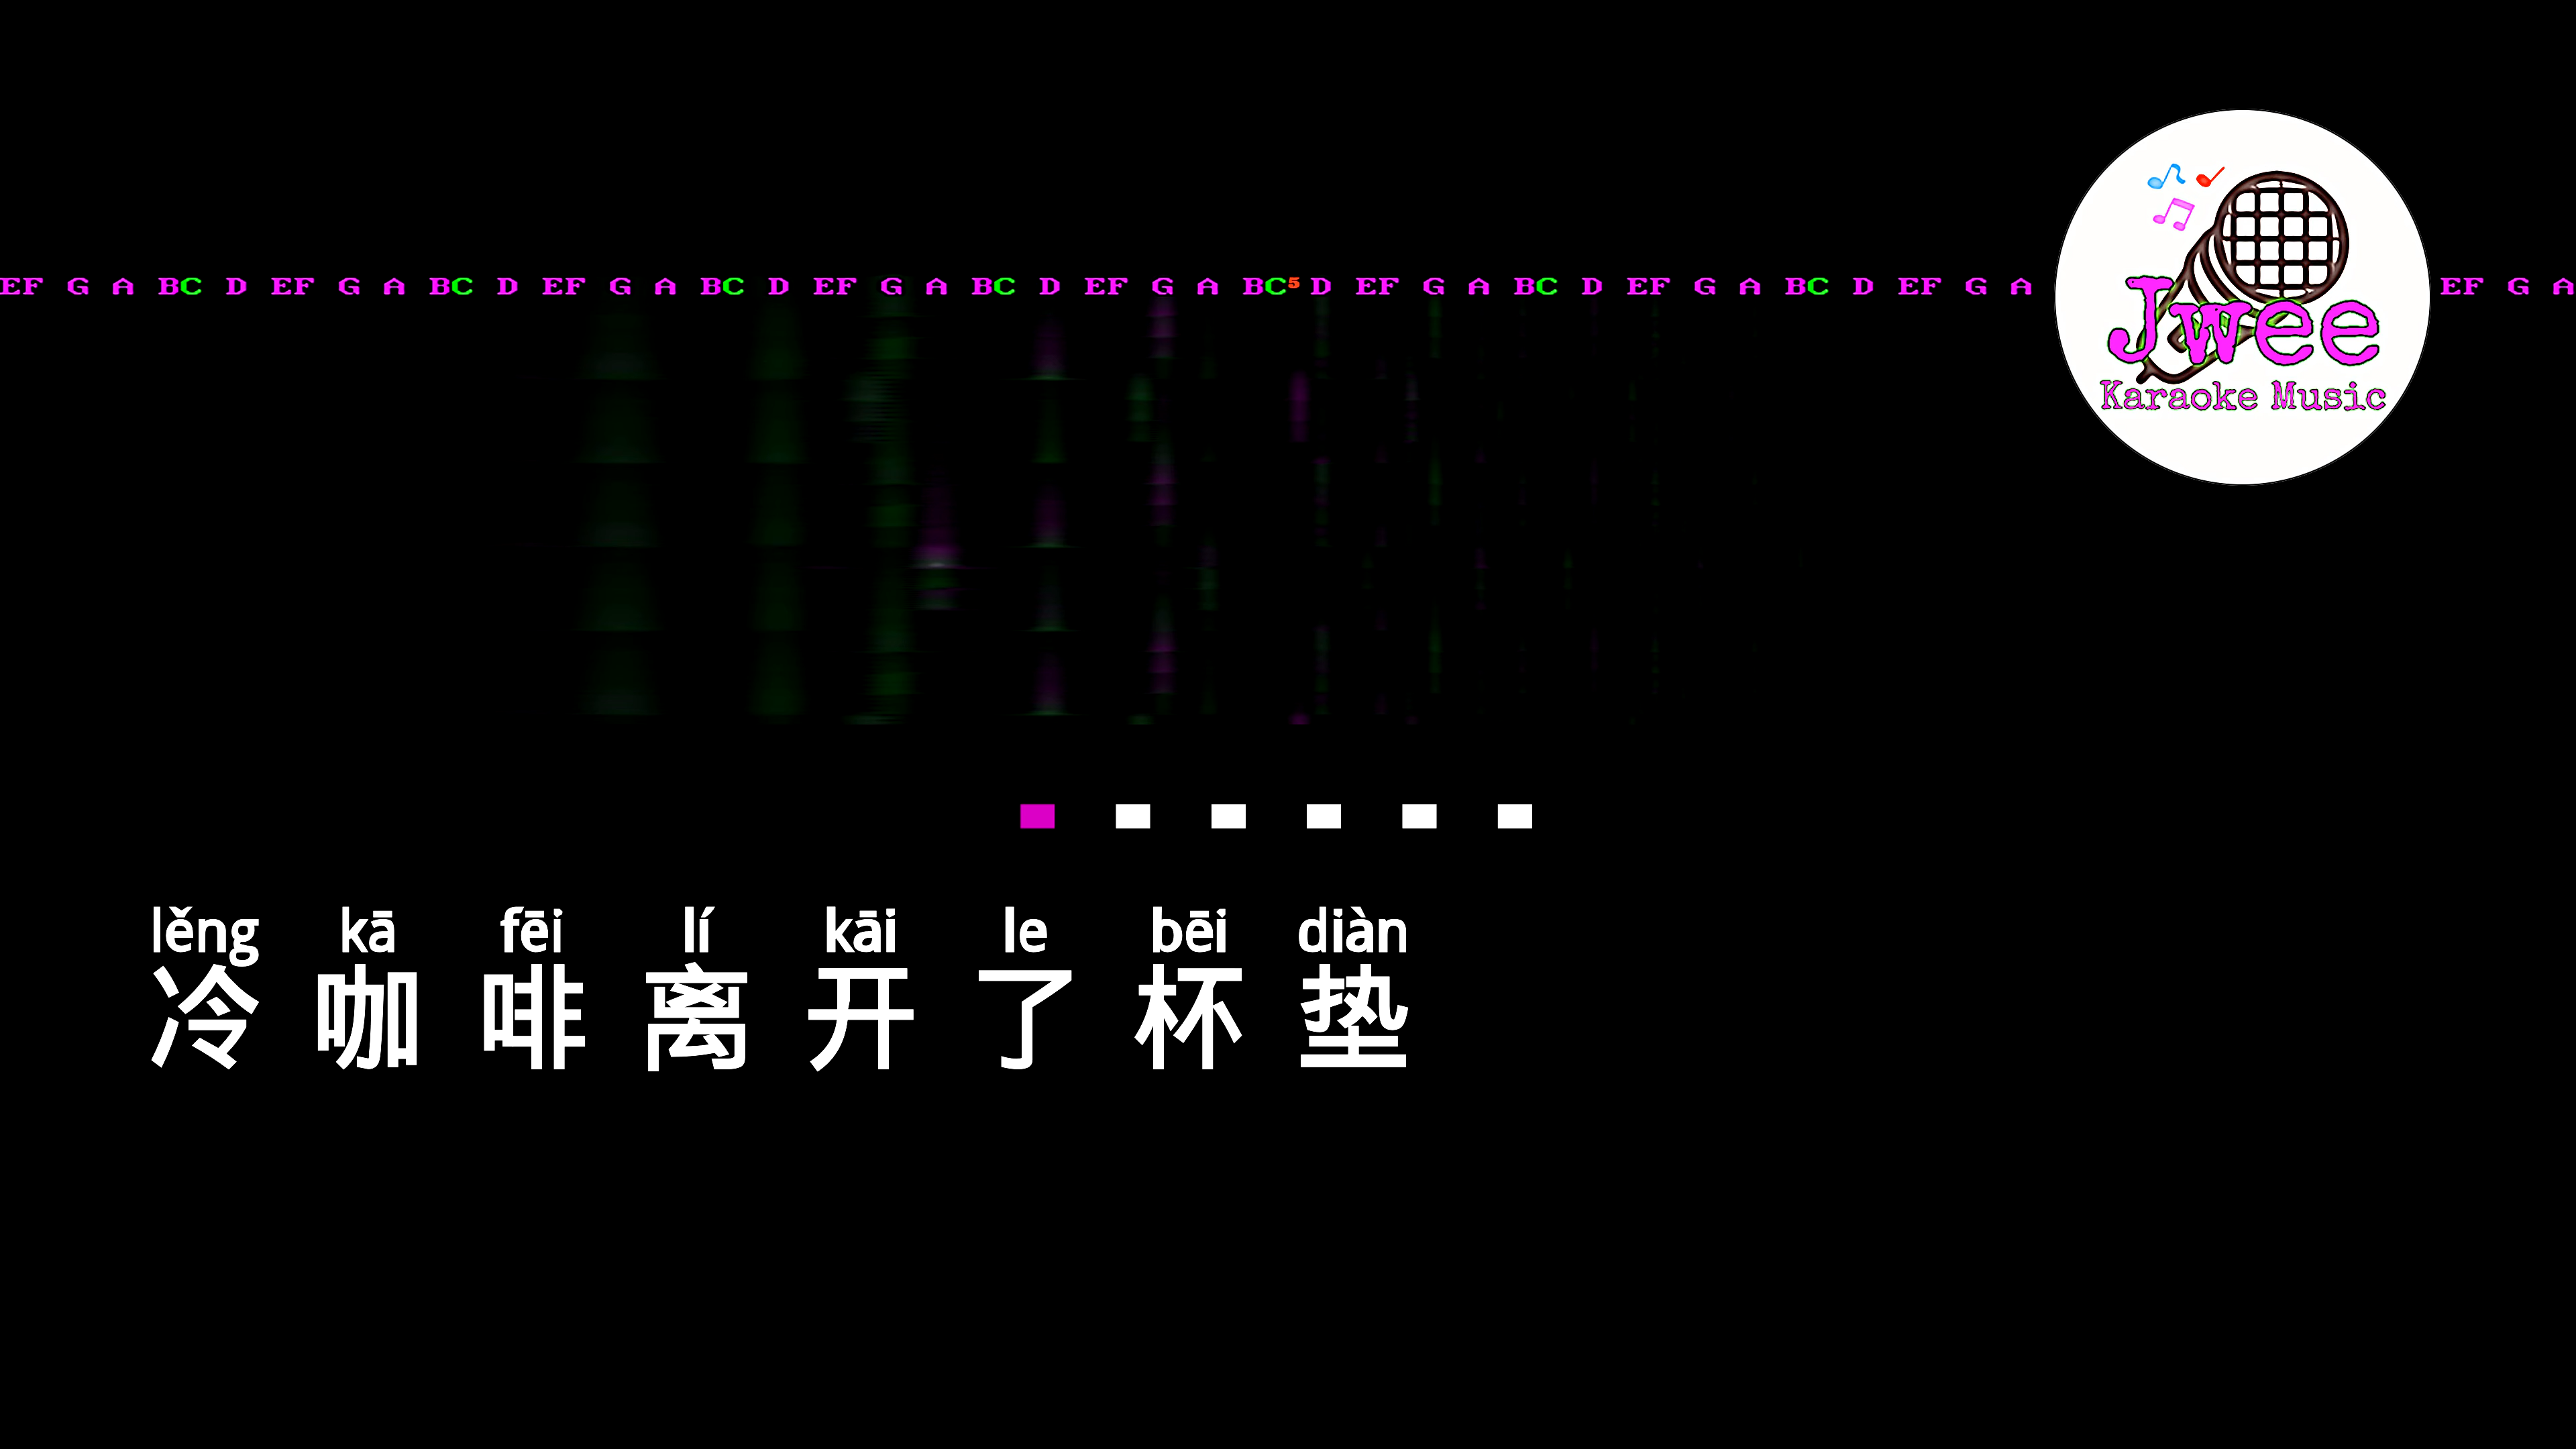 EF G A BC D EF G A BC D EF G A BC D EF G A BC D EF G A BC5 D EF G A BC D EF G A BC D EF G A EF G A
Jwee
Karaoke Music
lěng kā fēi lí kāi le bēi diàn
冷 咖 啡 离 开 了 杯 垫